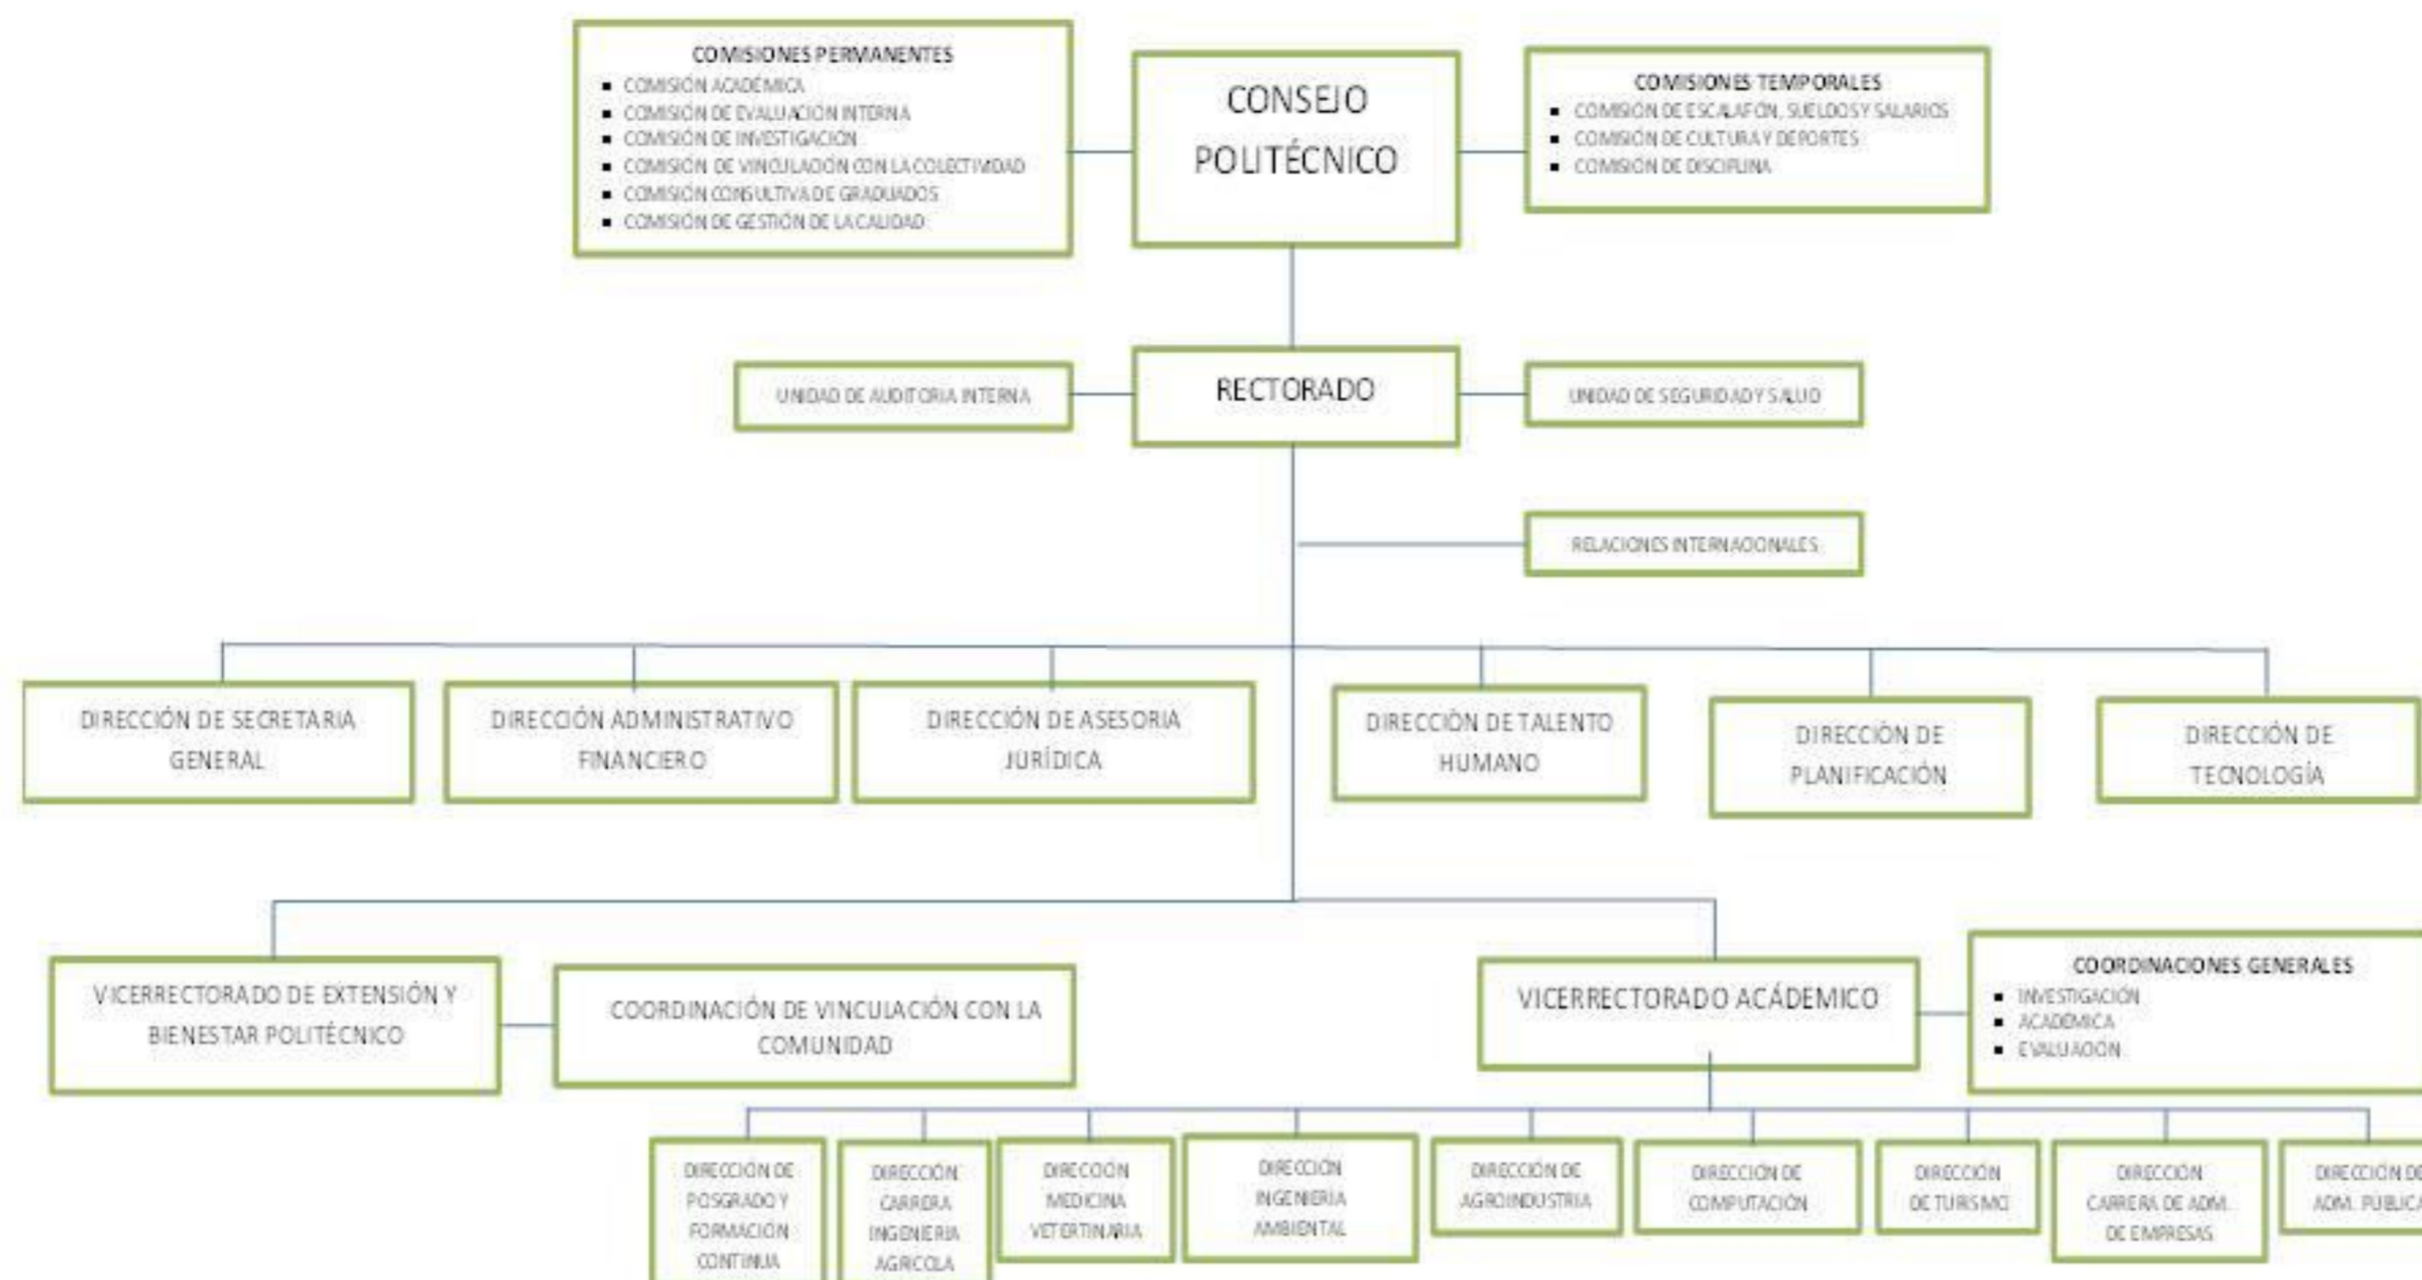 COMISIONES PERMANENTES
▪ COMISIÓN ACADÉMICA
▪ COMISIÓN DE EVALUACIÓN INTERNA
▪ COMISIÓN DE INVESTIGACIÓN
▪ COMISIÓN DE VINCULACIÓN CON LA COLECTIVIDAD
▪ COMISIÓN CONSULTIVA DE GRADUADOS
▪ COMISIÓN DE GESTIÓN DE LA CALIDAD
CONSEJO
POLITÉCNICO
COMISIONES TEMPORALES
▪ COMISIÓN DE ESCALAFÓN, SUELDOS Y SALARIOS
▪ COMISIÓN DE CULTURA Y DEPORTES
▪ COMISIÓN DE DISCIPLINA
UNIDAD DE AUDITORIA INTERNA
RECTORADO
UNIDAD DE SEGURIDAD Y SALUD
RELACIONES INTERNACIONALES
DIRECCIÓN DE SECRETARIA
GENERAL
DIRECCIÓN ADMINISTRATIVO
FINANCIERO
DIRECCIÓN DE ASESORIA
JURÍDICA
DIRECCIÓN DE TALENTO
HUMANO
DIRECCIÓN DE
PLANIFICACIÓN
DIRECCIÓN DE
TECNOLOGÍA
VICERRECTORADO DE EXTENSIÓN Y
BIENESTAR POLITÉCNICO
COORDINACIÓN DE VINCULACIÓN CON LA
COMUNIDAD
VICERRECTORADO ACÁDEMICO
COORDINACIONES GENERALES
▪ INVESTIGACIÓN
▪ ACADÉMICA
▪ EVALUACIÓN
DIRECCIÓN DE
POSGRADO Y
FORMACIÓN
CONTINUA
DIRECCIÓN
CARRERA
INGENIERIA
AGRICOLA
DIRECCIÓN
MEDICINA
VETERTINARIA
DIRECCIÓN
INGENIERÍA
AMBIENTAL
DIRECCIÓN DE
AGROINDUSTRIA
DIRECCIÓN DE
COMPUTACIÓN
DIRECCIÓN
DE TURISMO
DIRECCIÓN
CARRERA DE ADM.
DE EMPRESAS
DIRECCIÓN DE
ADM. PUBLICA